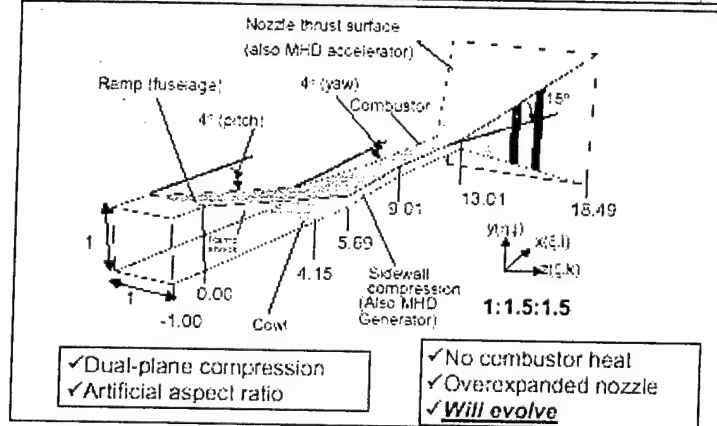 Nozzle thrust surface
(also MHD accelerator)
Ramp (fuselage)
4° (yaw)
Combustor
15°
4° (pitch)
1
1
-1.00
0.00
4.15
5.69
9.01
13.01
18.49
Cowl
Sidewall
compression
(Also MHD
Generator)
y(η,j)
x(ξ,i)
z(ζ,k)
1:1.5:1.5
✓Dual-plane compression
✓Artificial aspect ratio
✓No combustor heat
✓Overexpanded nozzle
✓Will evolve